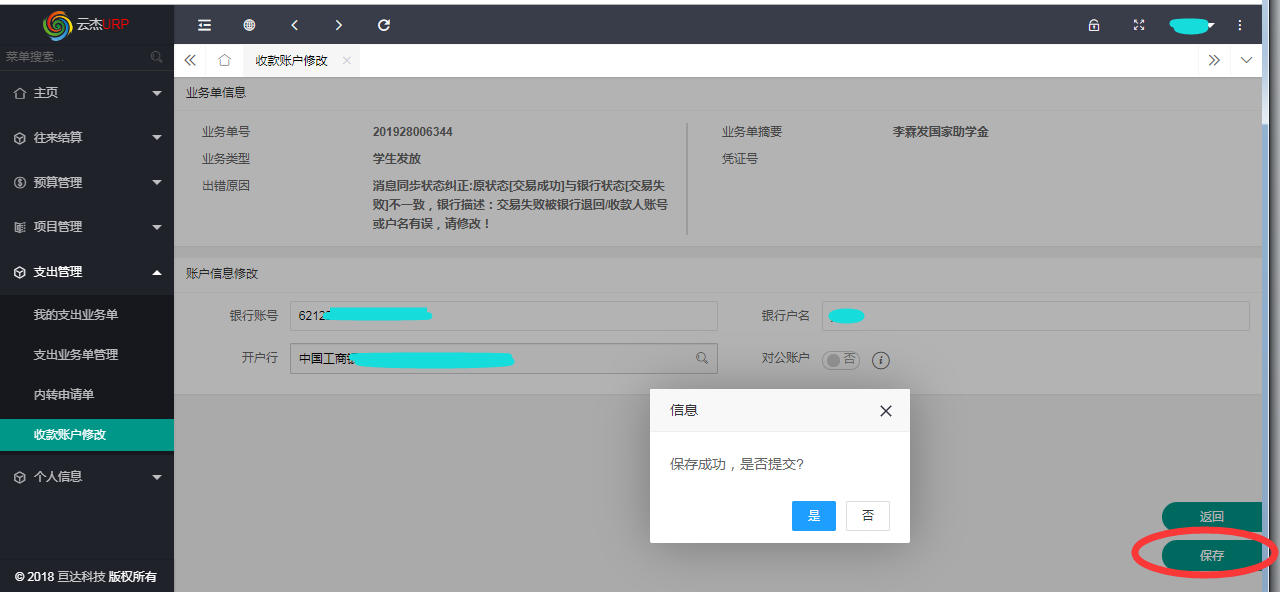 云杰URP
菜单搜索...
主页
往来结算
预算管理
项目管理
支出管理
我的支出业务单
支出业务单管理
内转申请单
收款账户修改
个人信息
© 2018 亘达科技 版权所有
收款账户修改
业务单信息
业务单号 201928006344 业务单摘要 李霖发国家助学金
业务类型 学生发放 凭证号
出错原因 消息同步状态纠正:原状态[交易成功]与银行状态[交易失
败]不一致，银行描述：交易失败被银行退回/收款人账号
或户名有误，请修改！
账户信息修改
银行账号 6212 银行户名
开户行 中国工商 对公账户 否
信息
保存成功，是否提交?
是 否
返回
保存